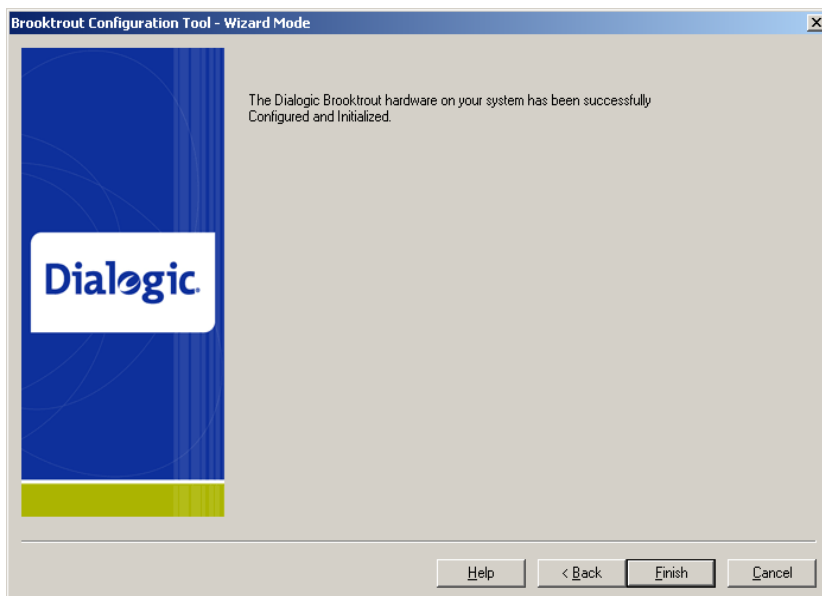 Brooktrout Configuration Tool - Wizard Mode
The Dialogic Brooktrout hardware on your system has been successfully
Configured and Initialized.
Dialogic.
Help
< Back
Finish
Cancel